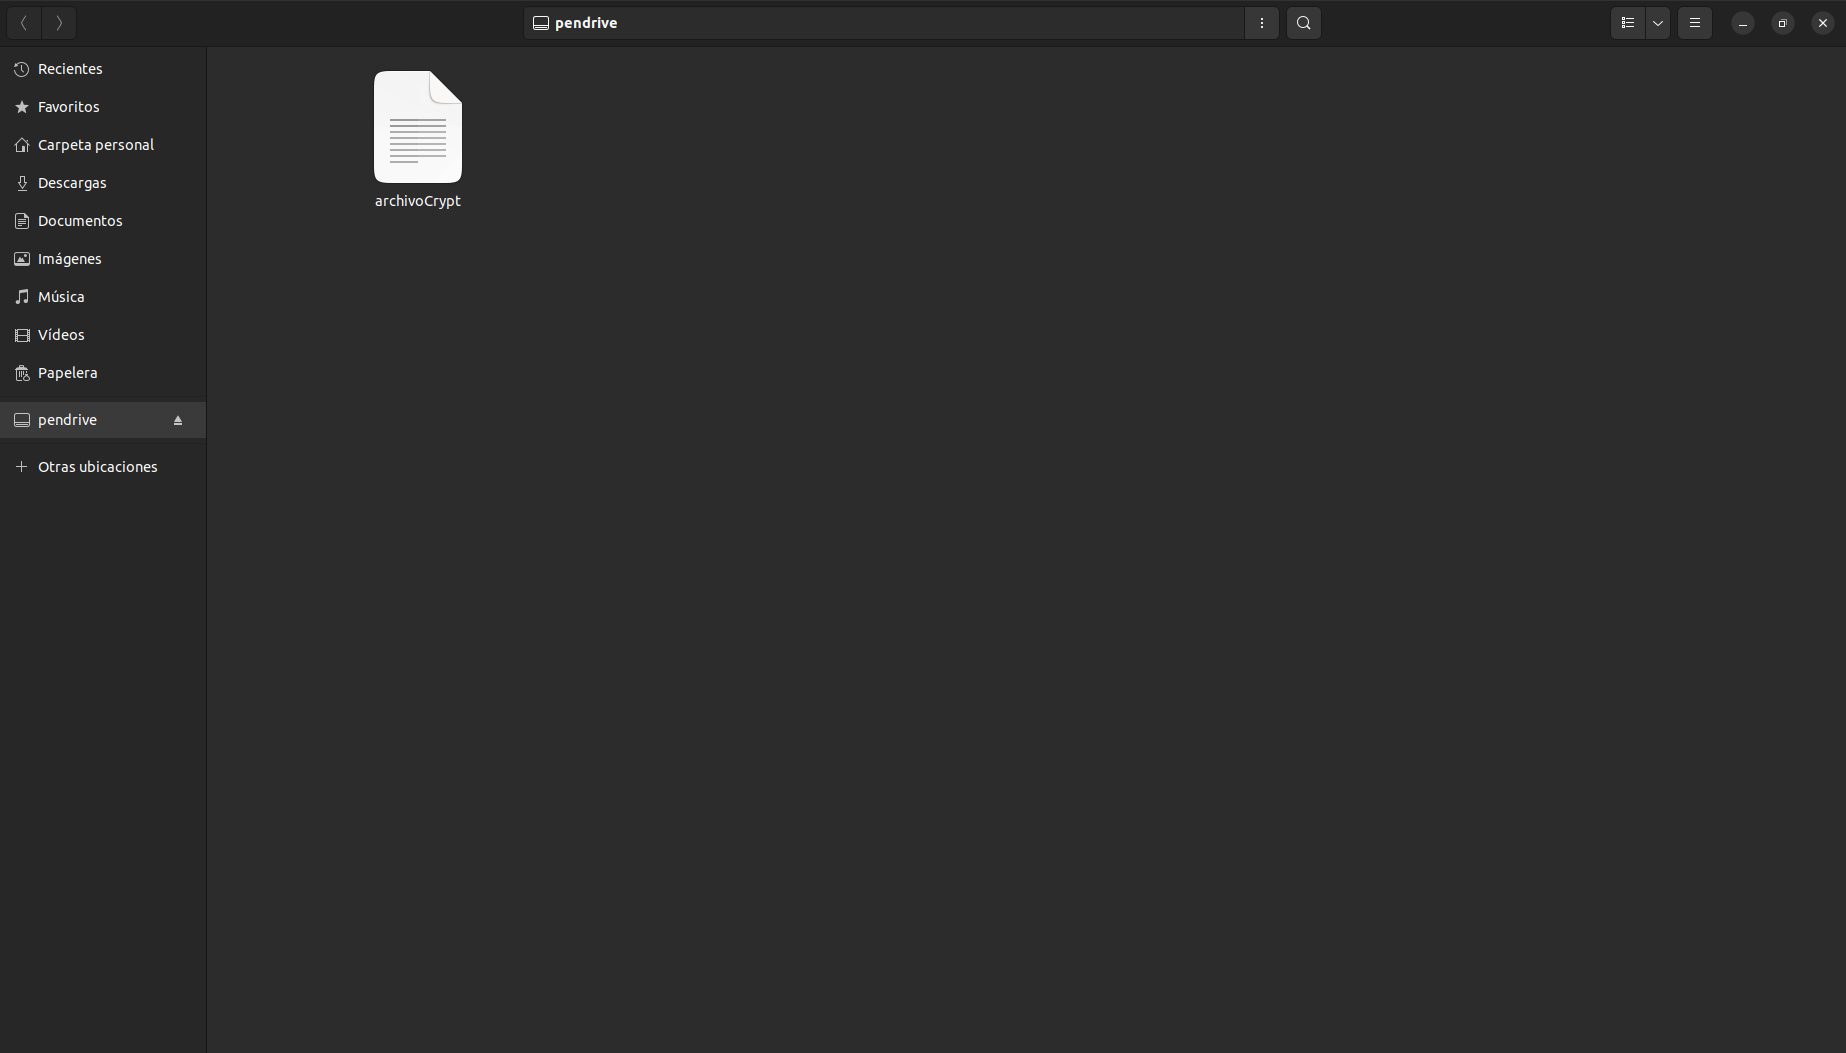 pendrive
Recientes
Favoritos
Carpeta personal
Descargas
Documentos
Imágenes
Música
Vídeos
Papelera
pendrive
Otras ubicaciones
archivoCrypt